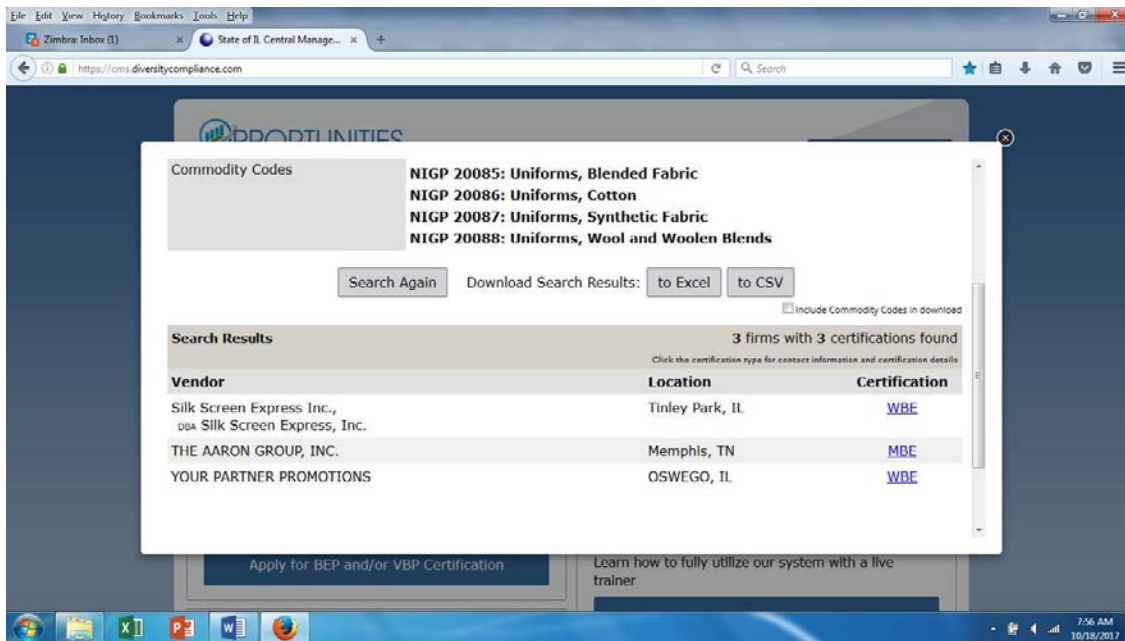 File Edit View History Bookmarks Tools Help
Zimbra: Inbox (1) × State of IL Central Manage... × +
https://cms.diversitycompliance.com Search
OPPORTUNITIES
Commodity Codes NIGP 20085: Uniforms, Blended Fabric
NIGP 20086: Uniforms, Cotton
NIGP 20087: Uniforms, Synthetic Fabric
NIGP 20088: Uniforms, Wool and Woolen Blends
Search Again Download Search Results: to Excel to CSV
Include Commodity Codes in download
Search Results 3 firms with 3 certifications found
Click the certification type for contact information and certification details
Vendor Location Certification
Silk Screen Express Inc., Tinley Park, IL WBE
DBA Silk Screen Express, Inc.
THE AARON GROUP, INC. Memphis, TN MBE
YOUR PARTNER PROMOTIONS OSWEGO, IL WBE
Apply for BEP and/or VBP Certification Learn how to fully utilize our system with a live
trainer
7:56 AM
10/18/2017